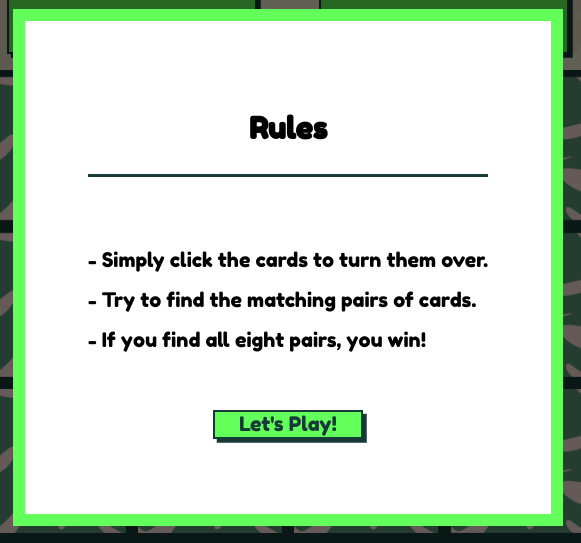 Rules
- Simply click the cards to turn them over.
- Try to find the matching pairs of cards.
- If you find all eight pairs, you win!
Let's Play!